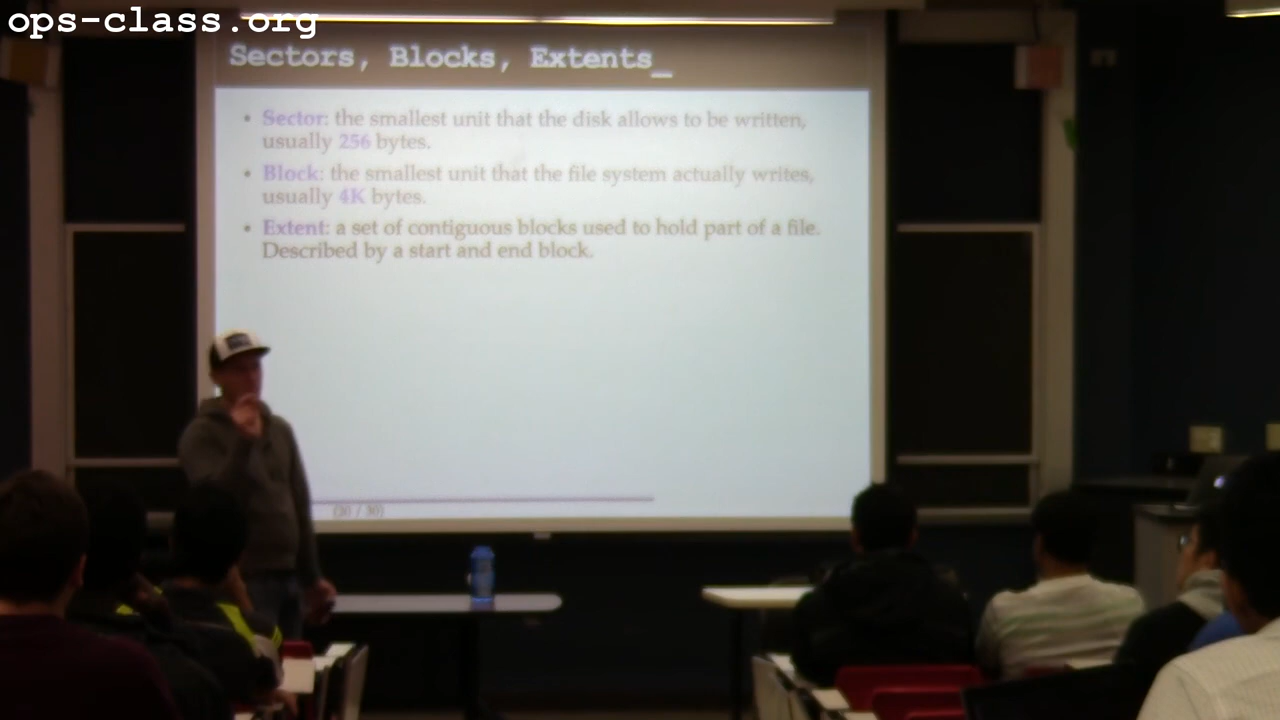 ops-class.org
Sectors, Blocks, Extents_
• Sector: the smallest unit that the disk allows to be written,
usually 256 bytes.
• Block: the smallest unit that the file system actually writes,
usually 4K bytes.
• Extent: a set of contiguous blocks used to hold part of a file.
Described by a start and end block.
(30 / 30)